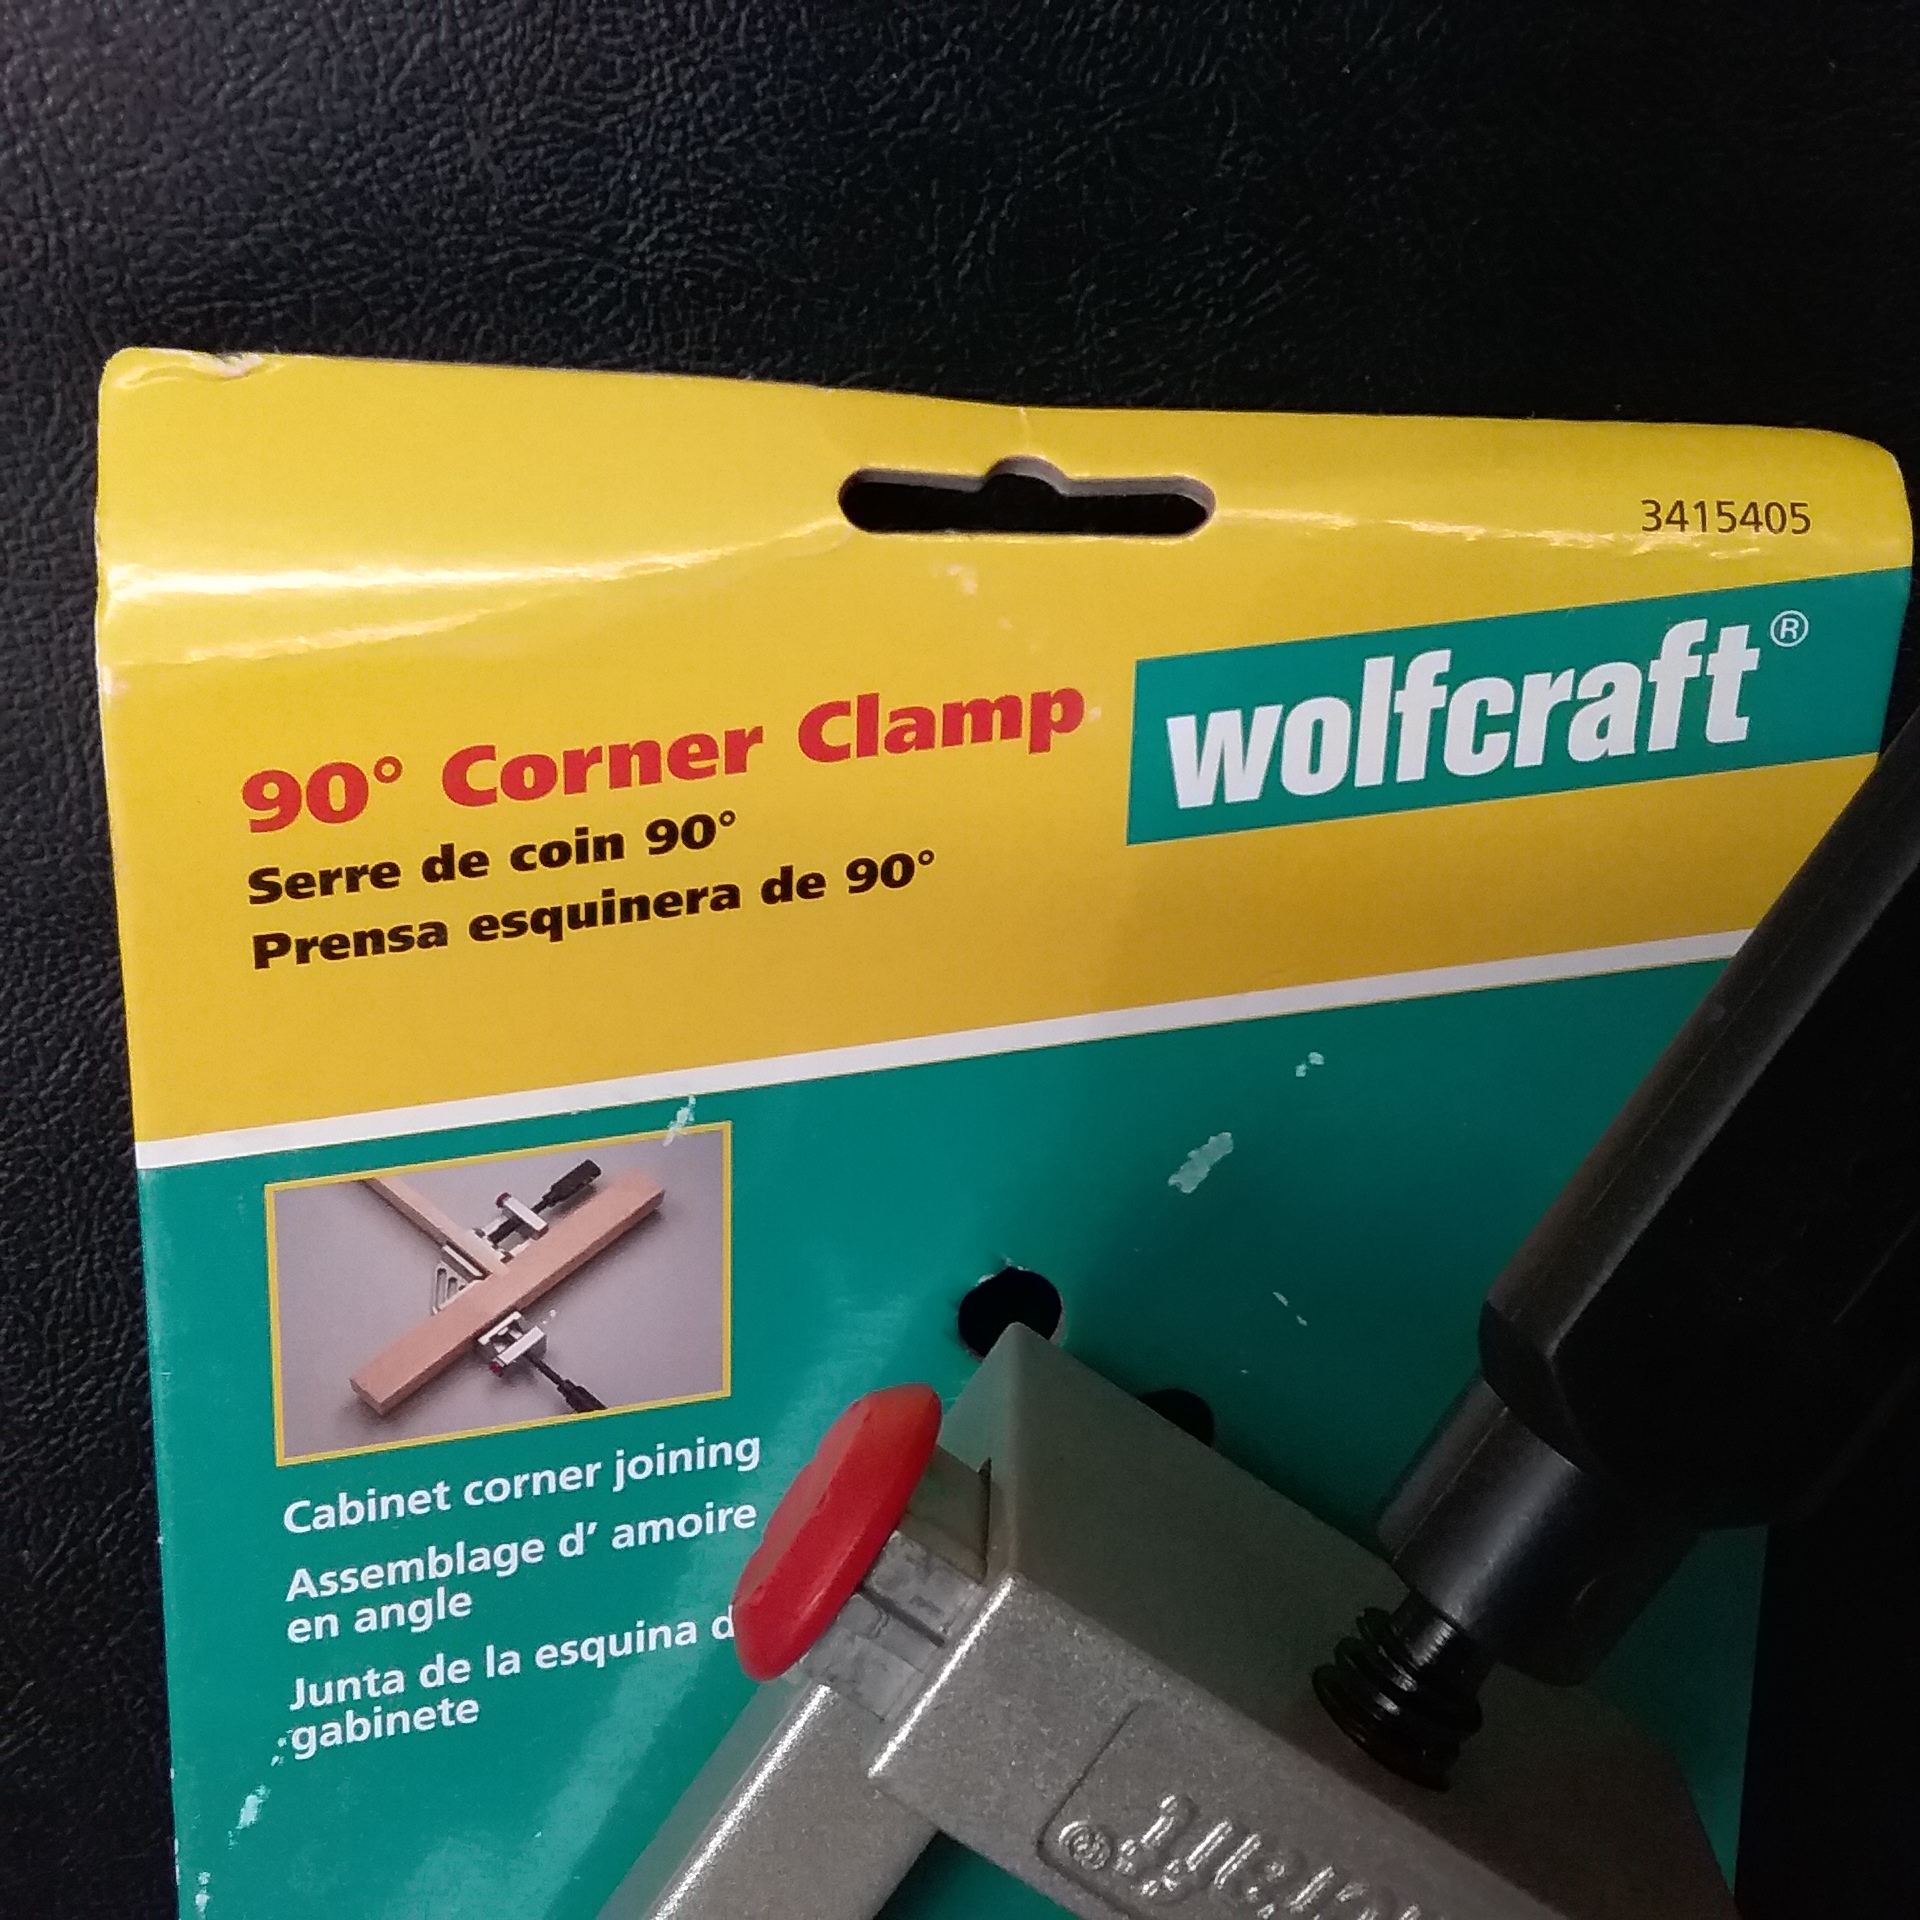 3415405
wolfcraft®
90° Corner Clamp
Serre de coin 90°
Prensa esquinera de 90°
Cabinet corner joining
Assemblage d' amoire
en angle
Junta de la esquina
gabinete